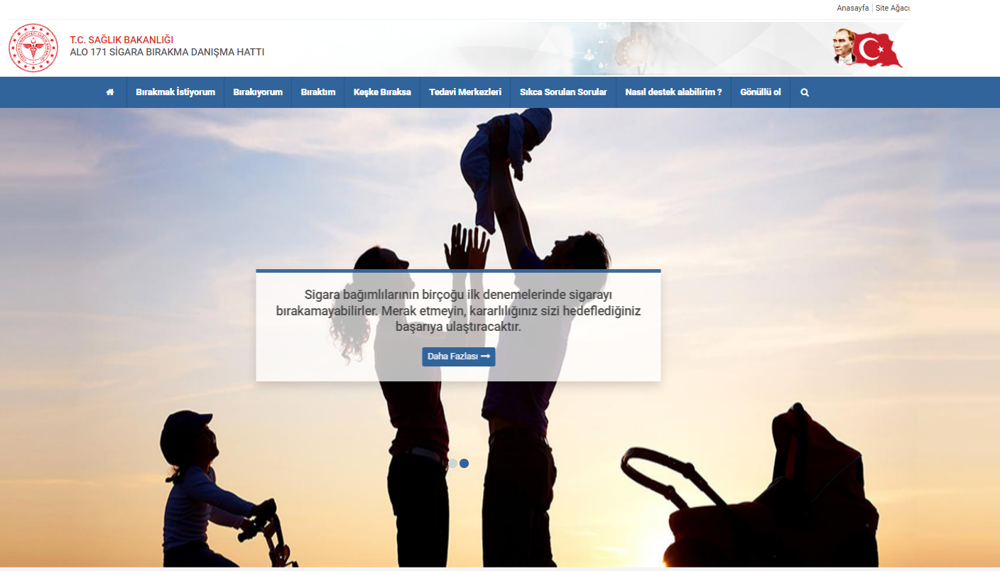 Anasayfa | Site Ağacı
T.C. SAĞLIK BAKANLIĞI
ALO 171 SİGARA BIRAKMA DANIŞMA HATTI
Bırakmak İstiyorum Bırakıyorum Bıraktım Keşke Bıraksa Tedavi Merkezleri Sıkca Sorulan Sorular Nasıl destek alabilirim ? Gönüllü ol
Sigara bağımlılarının birçoğu ilk denemelerinde sigarayı
bırakamayabilirler. Merak etmeyin, kararlılığınız sizi hedeflediğiniz
başarıya ulaştıracaktır.
Daha Fazlası